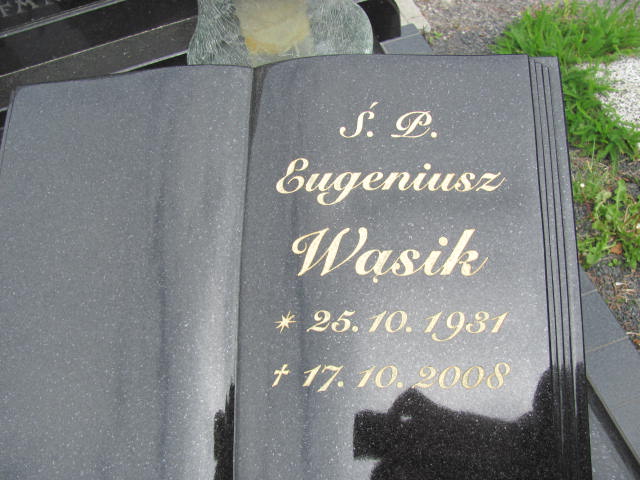 Ś. P.
Eugeniusz
Wąsik
* 25. 10. 1931
† 17. 10. 2008